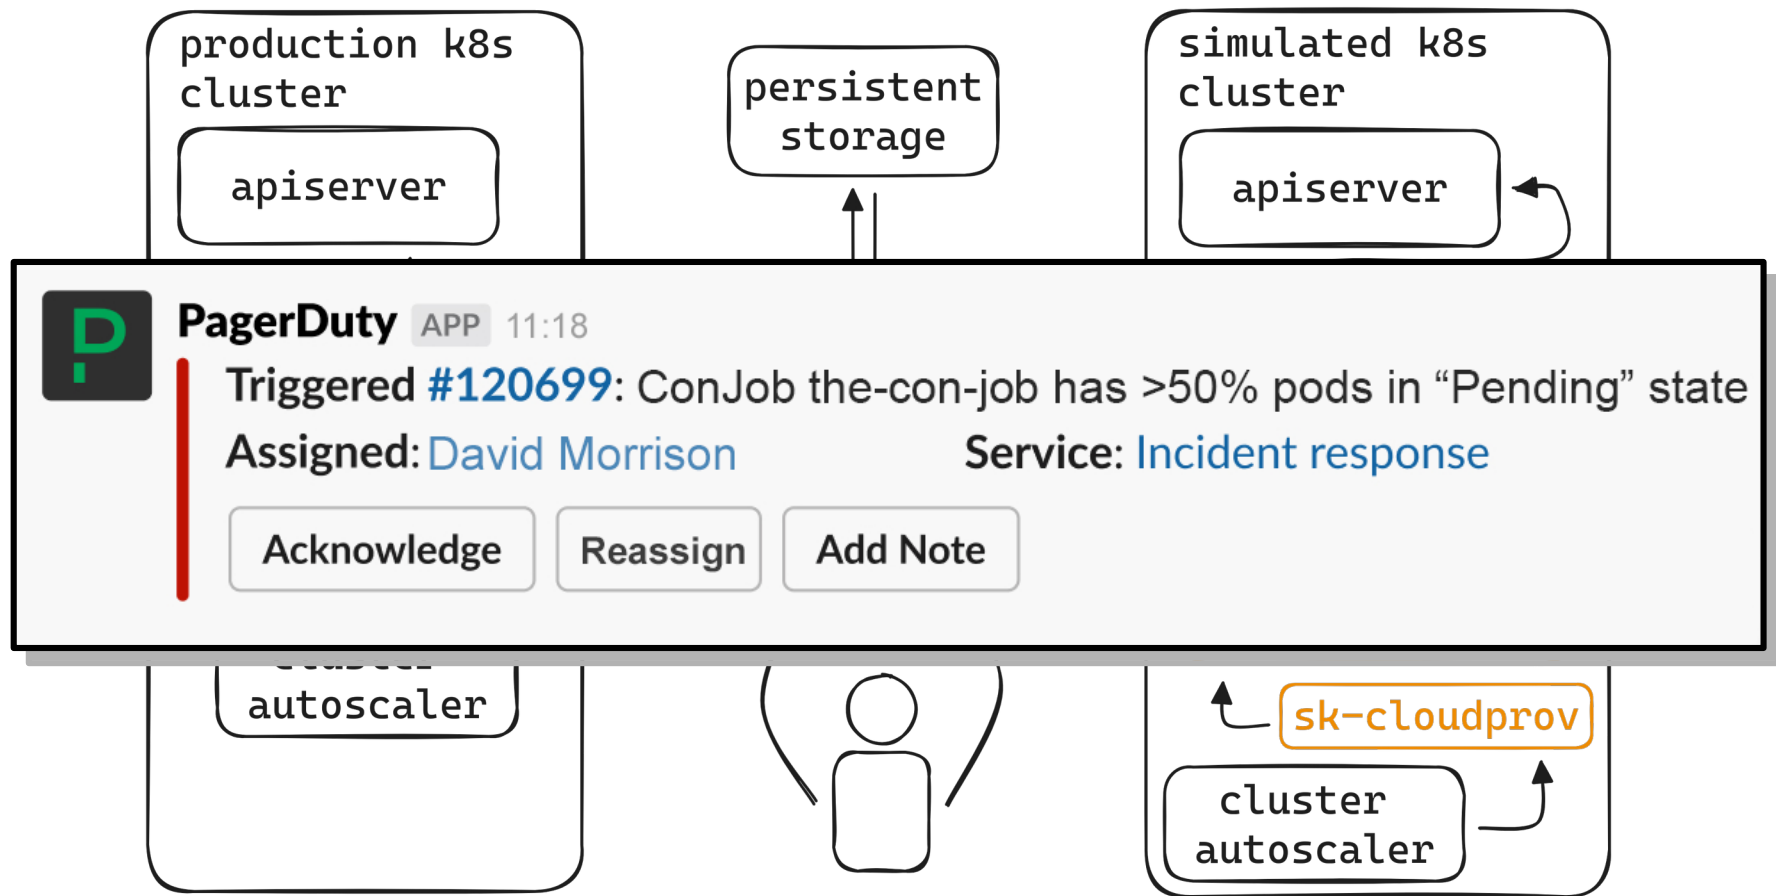 production k8s
cluster
apiserver
persistent
storage
simulated k8s
cluster
apiserver
PagerDuty APP 11:18
Triggered #120699: ConJob the-con-job has >50% pods in “Pending” state
Assigned: David Morrison Service: Incident response
Acknowledge Reassign Add Note
autoscaler
sk-cloudprov
cluster
autoscaler